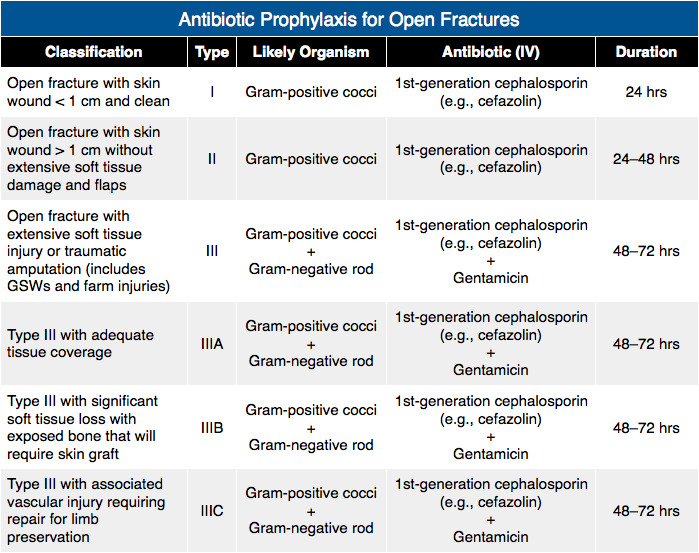 Antibiotic Prophylaxis for Open Fractures
Classification Type Likely Organism Antibiotic (IV) Duration
Open fracture with skin
wound < 1 cm and clean
I
Gram-positive cocci
1st-generation cephalosporin
(e.g., cefazolin)
24 hrs
Open fracture with skin
wound > 1 cm without
extensive soft tissue
damage and flaps
II
Gram-positive cocci
1st-generation cephalosporin
(e.g., cefazolin)
24–48 hrs
Open fracture with
extensive soft tissue
injury or traumatic
amputation (includes
GSWs and farm injuries)
III
Gram-positive cocci
+
Gram-negative rod
1st-generation cephalosporin
(e.g., cefazolin)
+
Gentamicin
48–72 hrs
Type III with adequate
tissue coverage
IIIA
Gram-positive cocci
+
Gram-negative rod
1st-generation cephalosporin
(e.g., cefazolin)
+
Gentamicin
48–72 hrs
Type III with significant
soft tissue loss with
exposed bone that will
require skin graft
IIIB
Gram-positive cocci
+
Gram-negative rod
1st-generation cephalosporin
(e.g., cefazolin)
+
Gentamicin
48–72 hrs
Type III with associated
vascular injury requiring
repair for limb
preservation
IIIC
Gram-positive cocci
+
Gram-negative rod
1st-generation cephalosporin
(e.g., cefazolin)
+
Gentamicin
48–72 hrs